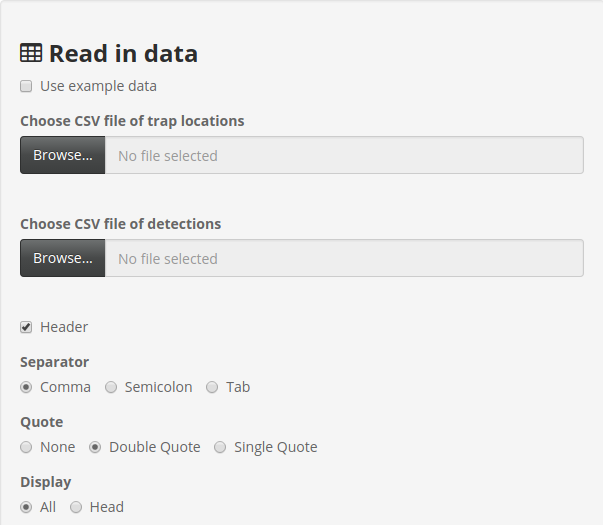 Read in data
Use example data
Choose CSV file of trap locations
Browse... No file selected
Choose CSV file of detections
Browse... No file selected
Header
Separator
Comma Semicolon Tab
Quote
None Double Quote Single Quote
Display
All Head